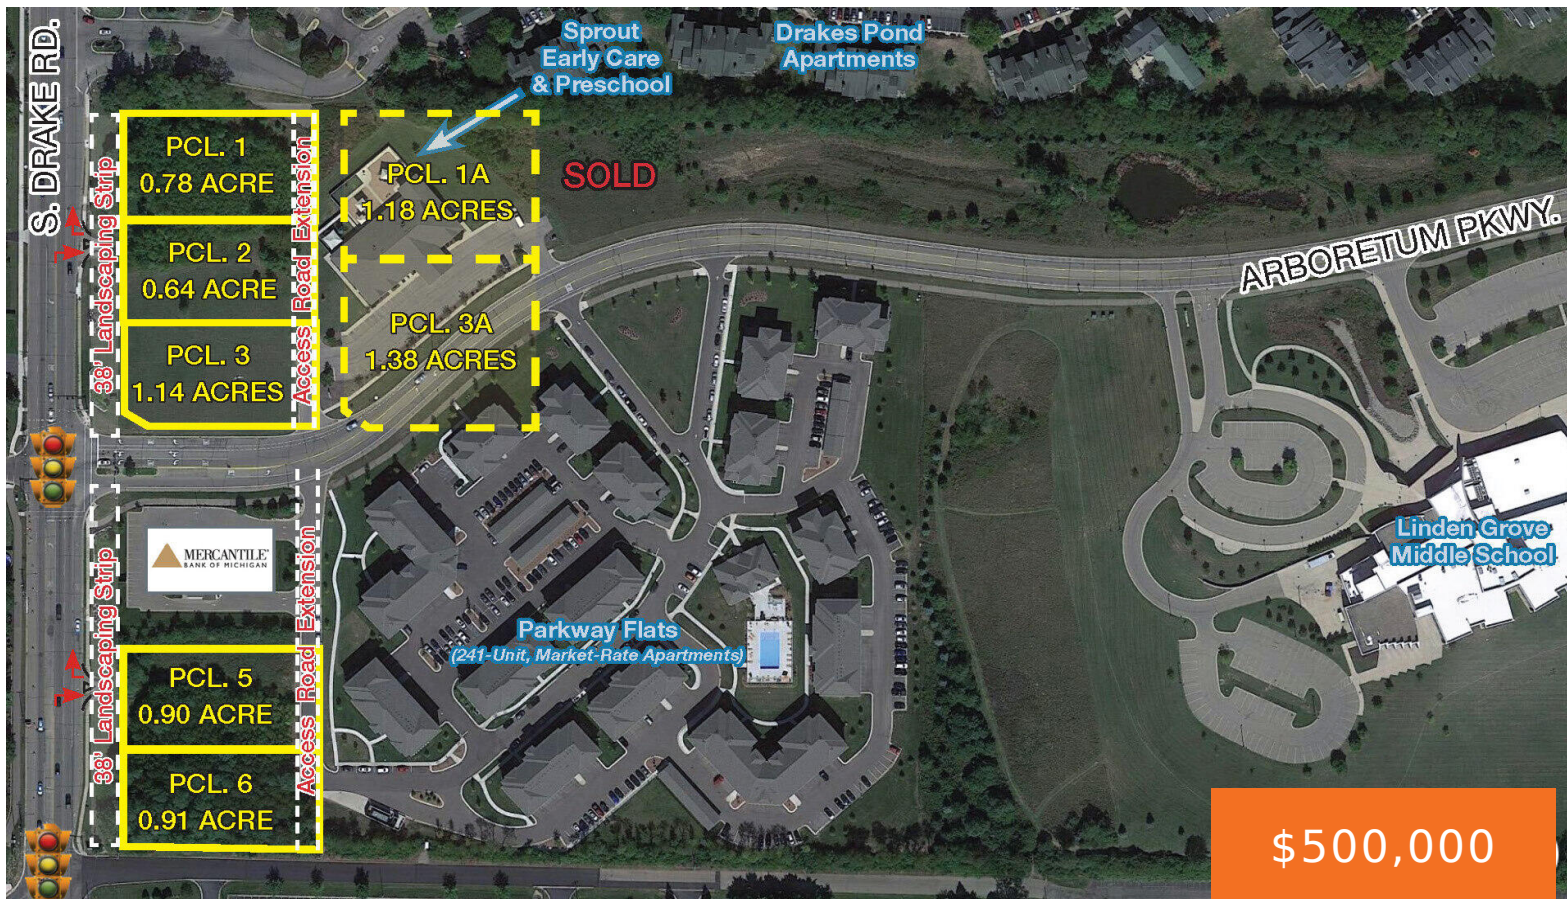 S. DRAKE RD.
Sprout
Early Care
& Preschool
Drakes Pond
Apartments
38' Landscaping Strip
PCL. 1
0.78 ACRE
PCL. 2
0.64 ACRE
PCL. 3
1.14 ACRES
Access Road Extension
PCL. 1A
1.18 ACRES
SOLD
PCL. 3A
1.38 ACRES
ARBORETUM PKWY.
38' Landscaping Strip
MERCANTILE
BANK OF MICHIGAN
Access Road Extension
Parkway Flats
(241-Unit, Market-Rate Apartments)
Linden Grove
Middle School
PCL. 5
0.90 ACRE
PCL. 6
0.91 ACRE
$500,000